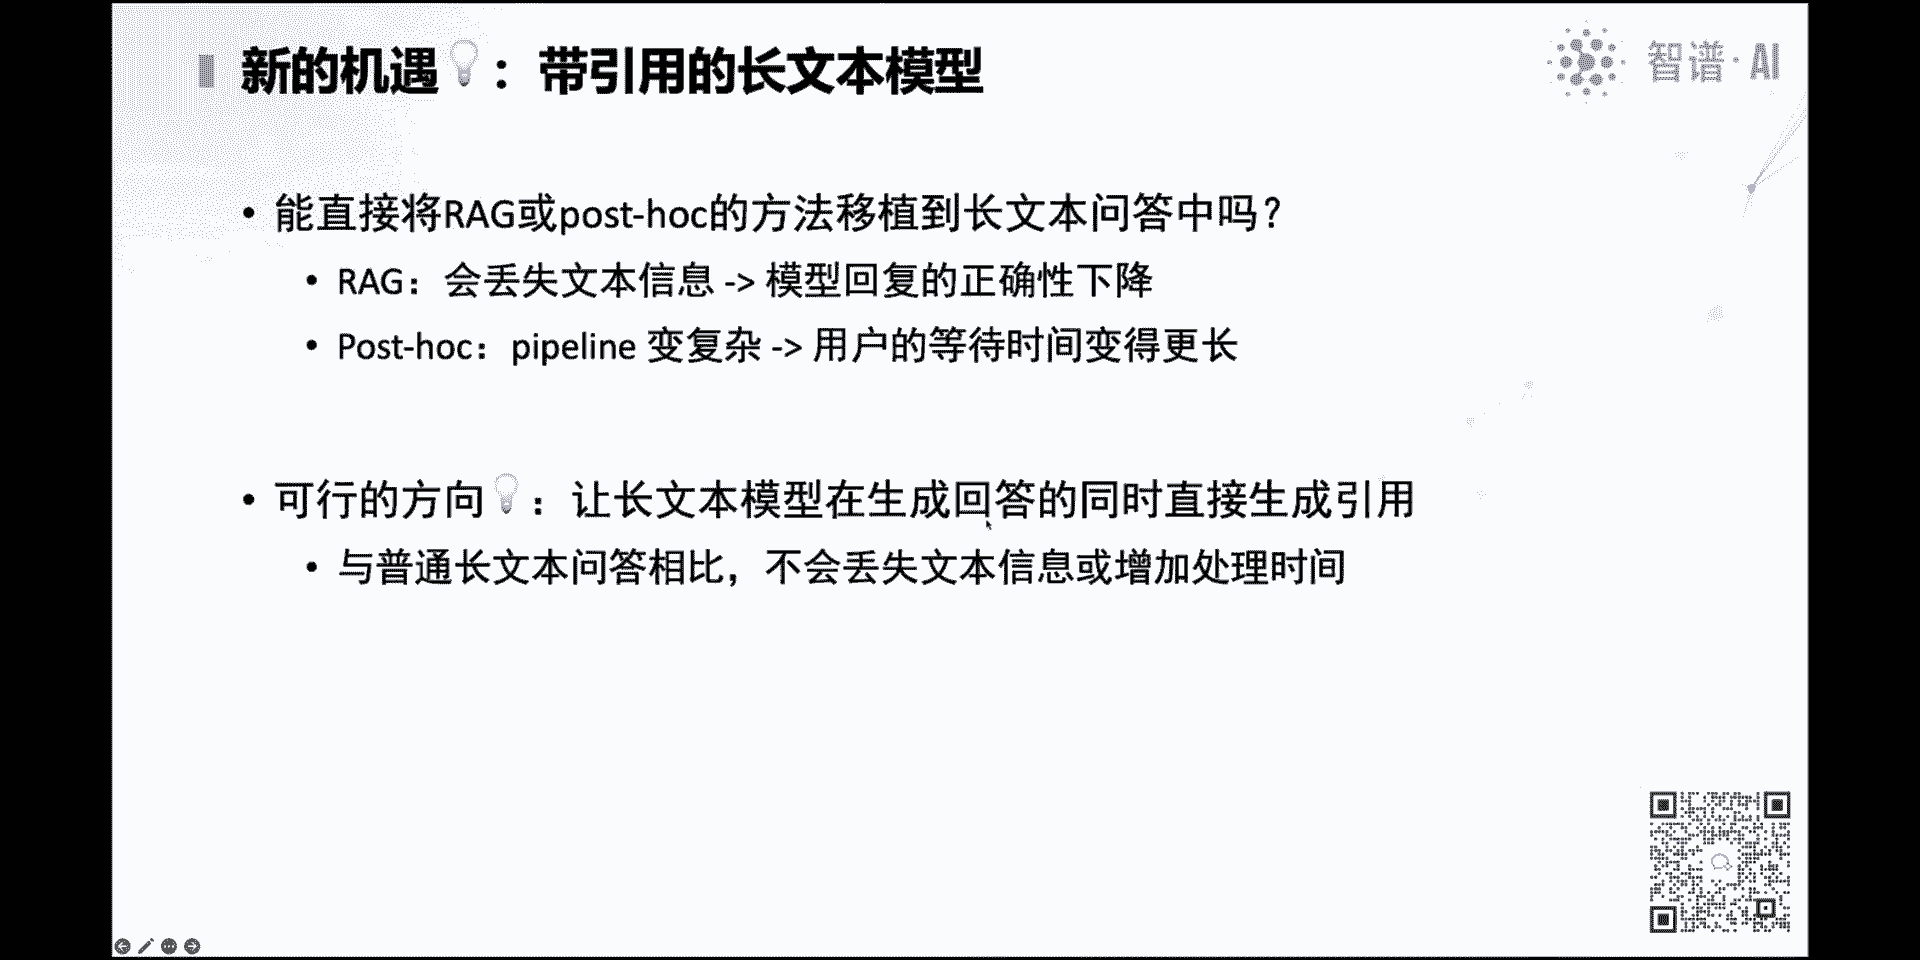 新的机遇💡：带引用的长文本模型
智谱·AI
• 能直接将RAG或post-hoc的方法移植到长文本问答中吗？
• RAG：会丢失文本信息 -> 模型回复的正确性下降
• Post-hoc：pipeline 变复杂 -> 用户的等待时间变得更长
• 可行的方向💡：让长文本模型在生成回答的同时直接生成引用
• 与普通长文本问答相比，不会丢失文本信息或增加处理时间